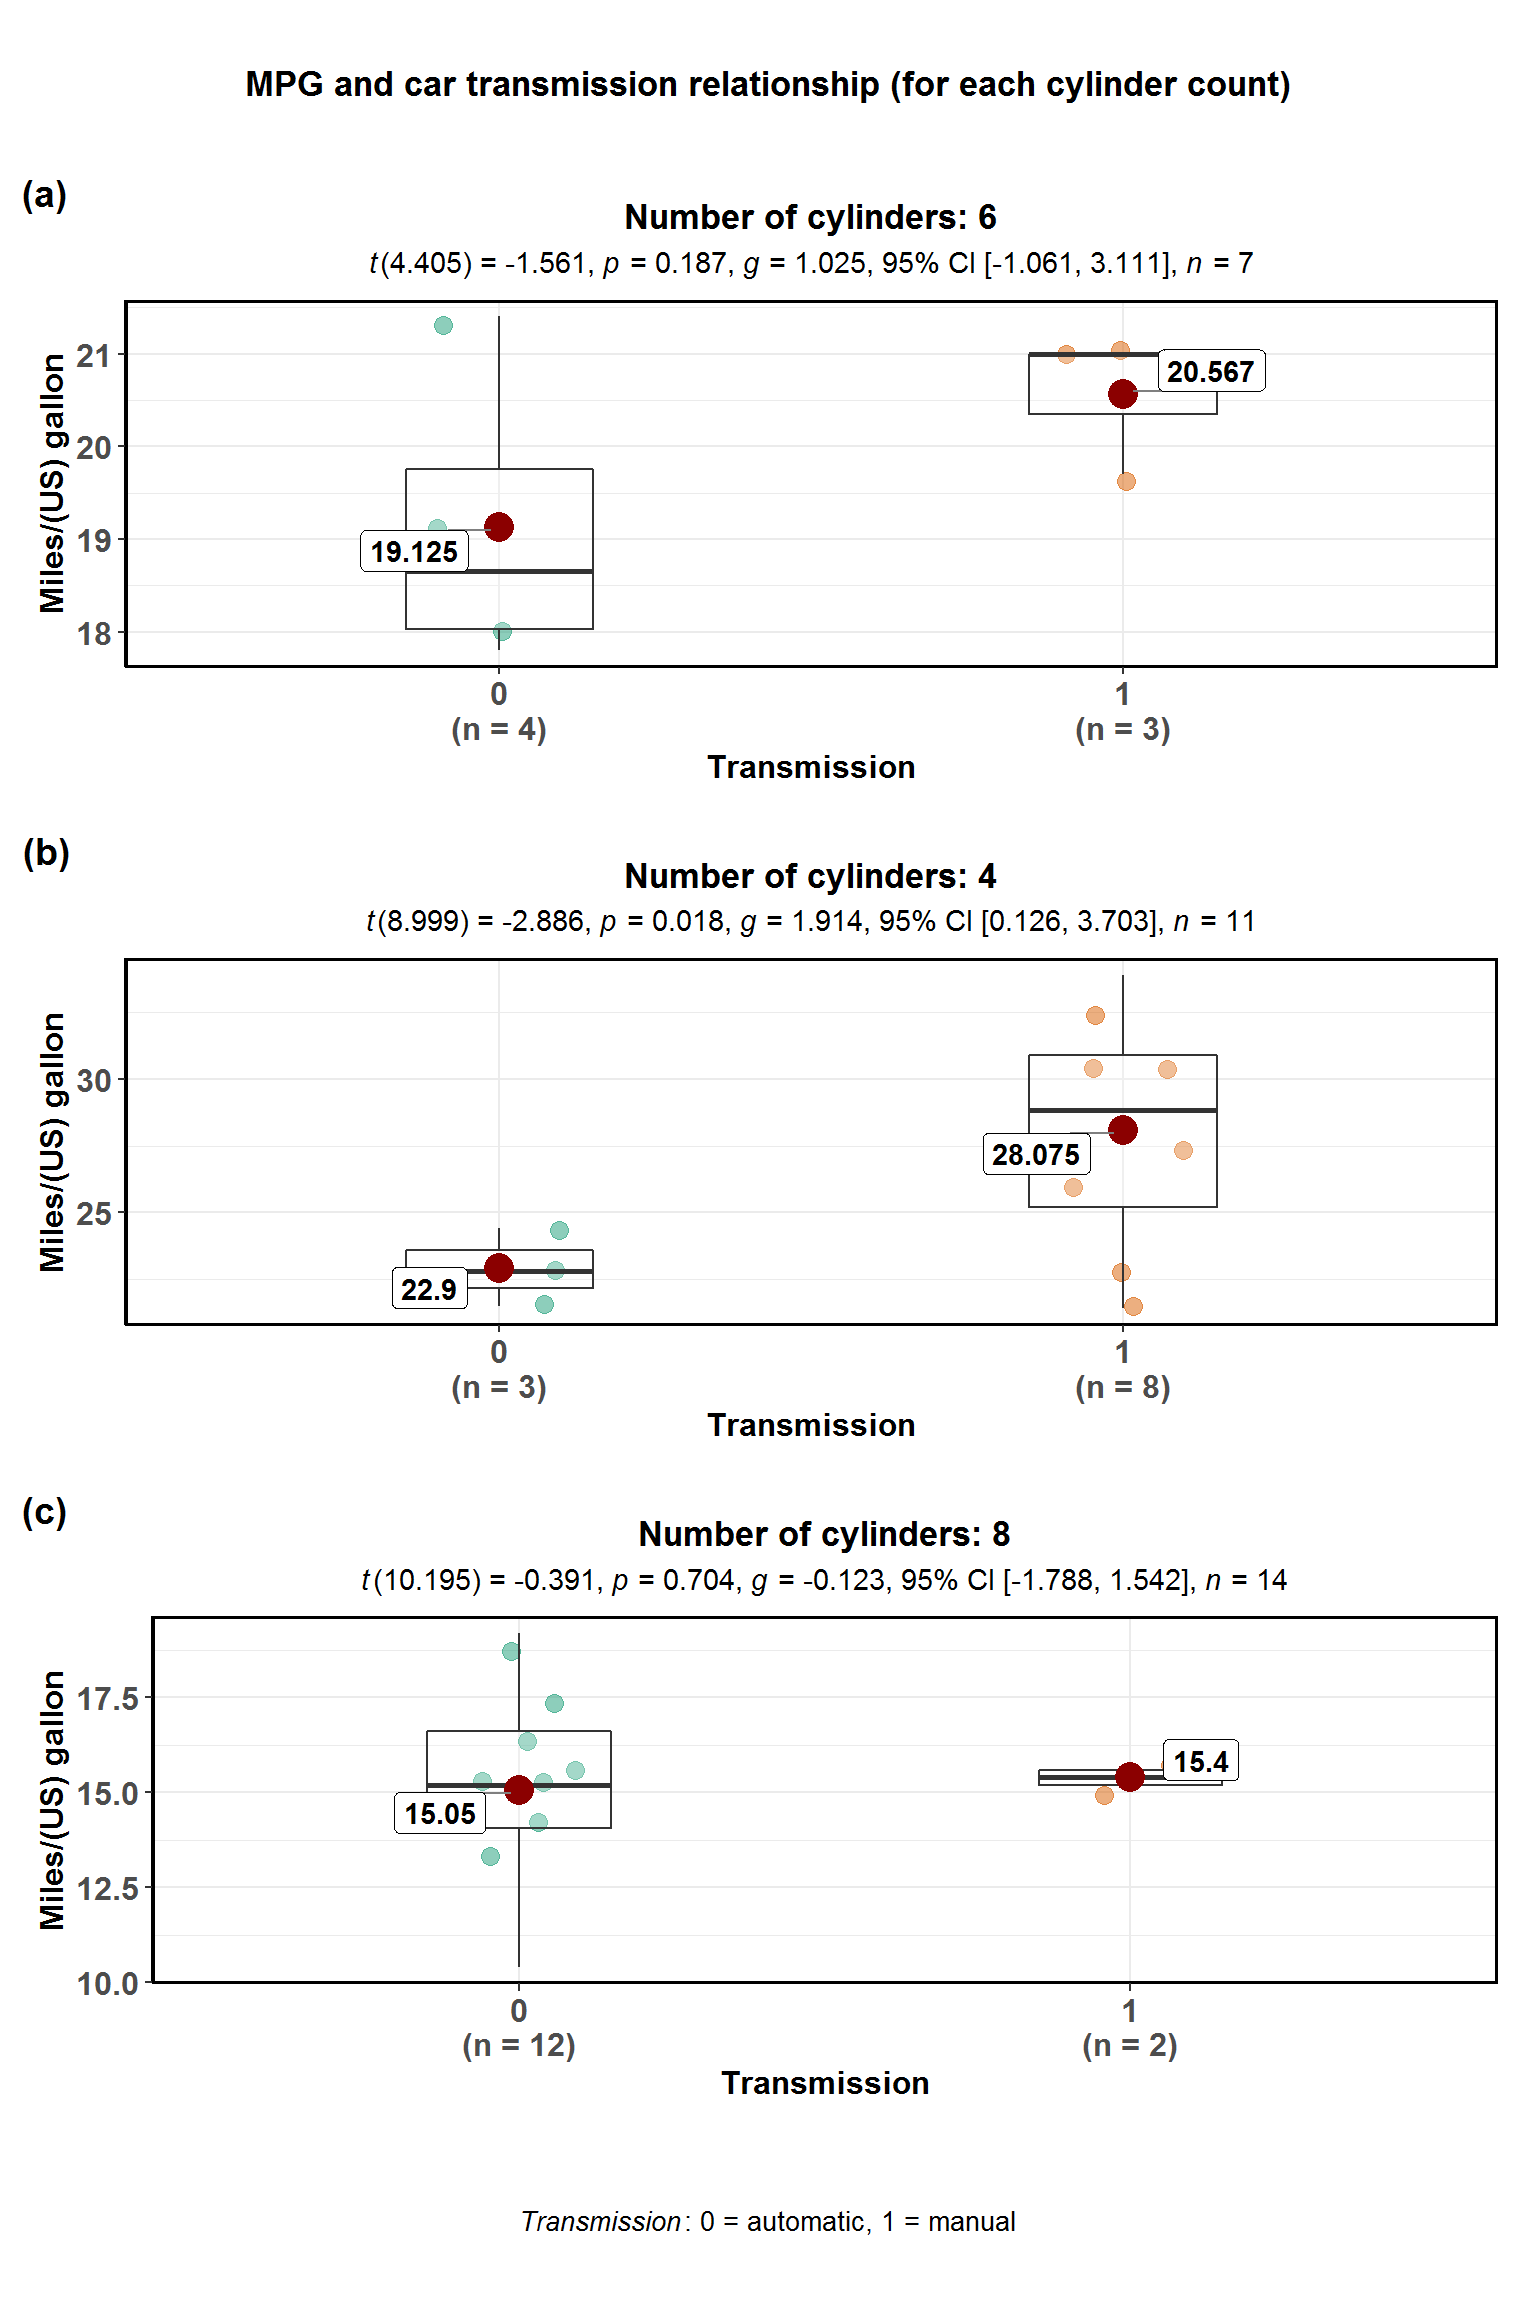 MPG and car transmission relationship (for each cylinder count)
(a)
Number of cylinders: 6
t(4.405) = -1.561, p = 0.187, g = 1.025, 95% CI [-1.061, 3.111], n = 7
Miles/(US) gallon
21
20
19
18
19.125
20.567
0
(n = 4)
1
(n = 3)
Transmission
(b)
Number of cylinders: 4
t(8.999) = -2.886, p = 0.018, g = 1.914, 95% CI [0.126, 3.703], n = 11
Miles/(US) gallon
30
25
22.9
28.075
0
(n = 3)
1
(n = 8)
Transmission
(c)
Number of cylinders: 8
t(10.195) = -0.391, p = 0.704, g = -0.123, 95% CI [-1.788, 1.542], n = 14
Miles/(US) gallon
17.5
15.0
12.5
10.0
15.05
15.4
0
(n = 12)
1
(n = 2)
Transmission
Transmission: 0 = automatic, 1 = manual